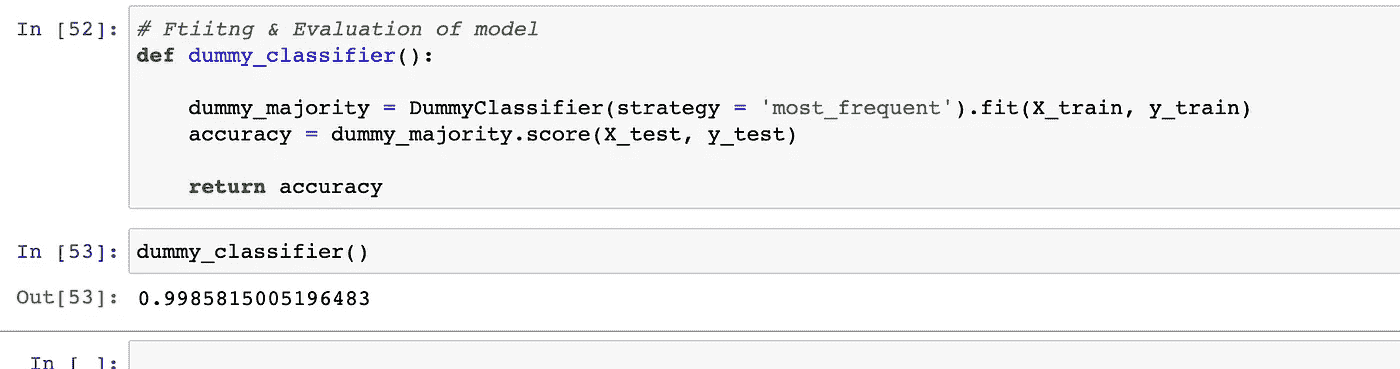 In [52]: # Ftiitng & Evaluation of model
def dummy_classifier():
dummy_majority = DummyClassifier(strategy = 'most_frequent').fit(X_train, y_train)
accuracy = dummy_majority.score(X_test, y_test)
return accuracy
In [53]: dummy_classifier()
Out[53]: 0.9985815005196483
In [ ]: